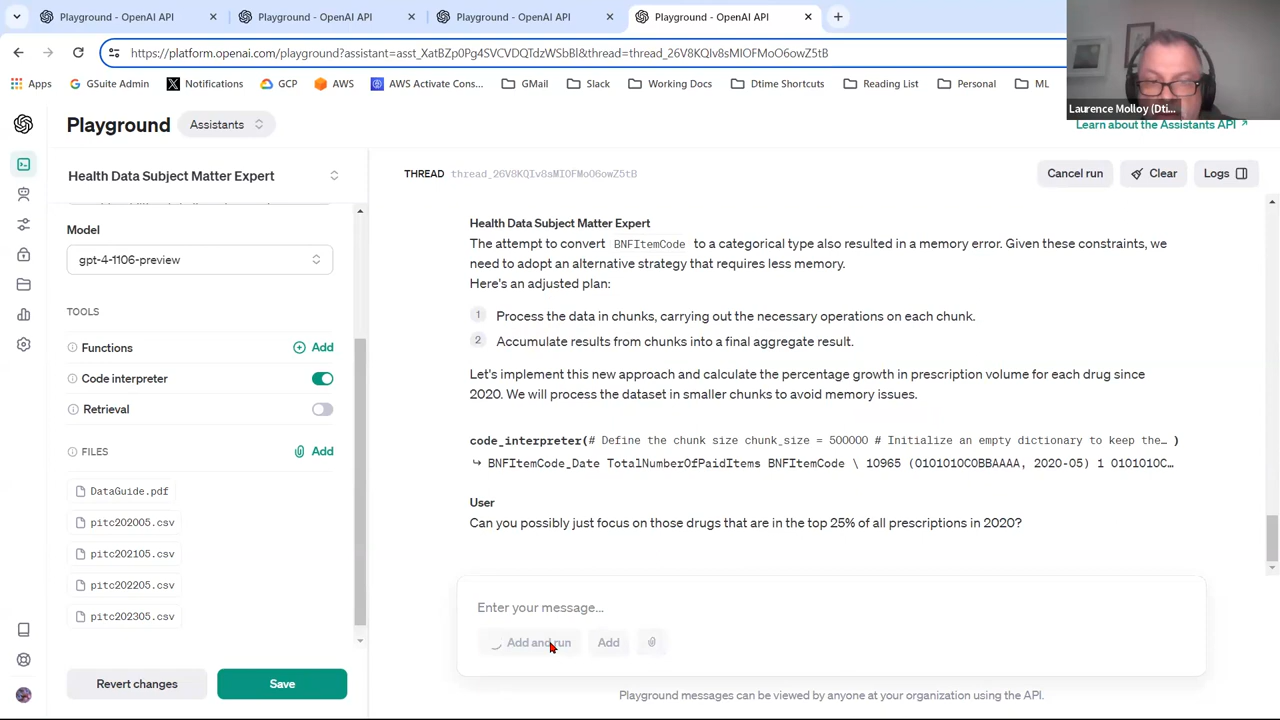 Playground - OpenAI API
Playground - OpenAI API
Playground - OpenAI API
Playground - OpenAI API
https://platform.openai.com/playground?assistant=asst_XatBZp0Pg4SVCVDQTdzWSbBl&thread=thread_26V8KQIv8sMIOFMoO6owZ5tB
Apps GSuite Admin Notifications GCP AWS AWS Activate Cons... GMail Slack Working Docs Dtime Shortcuts Reading List Personal ML
Laurence Molloy (Dti...
Playground Assistants
Learn about the Assistants API
Health Data Subject Matter Expert
THREAD thread_26V8KQIv8sMIOFMoO6owZ5tB
Cancel run Clear Logs
Model
gpt-4-1106-preview
TOOLS
Functions Add
Code interpreter
Retrieval
FILES Add
DataGuide.pdf
pitc202005.csv
pitc202105.csv
pitc202205.csv
pitc202305.csv
Revert changes Save
Health Data Subject Matter Expert
The attempt to convert BNFItemCode to a categorical type also resulted in a memory error. Given these constraints, we
need to adopt an alternative strategy that requires less memory.
Here's an adjusted plan:
1 Process the data in chunks, carrying out the necessary operations on each chunk.
2 Accumulate results from chunks into a final aggregate result.
Let's implement this new approach and calculate the percentage growth in prescription volume for each drug since
2020. We will process the dataset in smaller chunks to avoid memory issues.
code_interpreter(# Define the chunk size chunk_size = 500000 # Initialize an empty dictionary to keep the… )
BNFItemCode_Date TotalNumberOfPaidItems BNFItemCode \ 10965 (0101010C0BBAAAA, 2020-05) 1 0101010C…
User
Can you possibly just focus on those drugs that are in the top 25% of all prescriptions in 2020?
Enter your message...
Add and run Add
Playground messages can be viewed by anyone at your organization using the API.